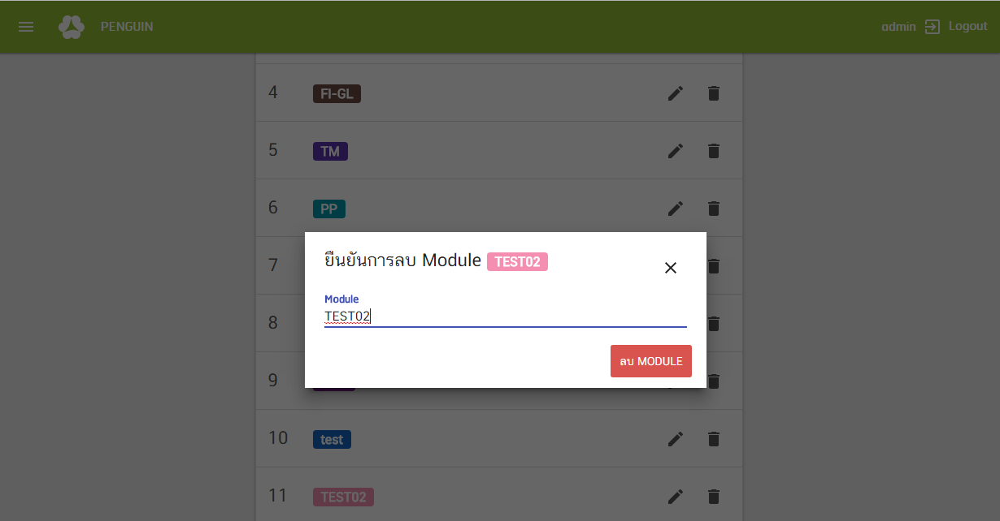 PENGUIN
admin Logout
4 FI-GL
5 TM
6 PP
7
ยืนยันการลบ Module TEST02
Module
TEST02
8
ลบ MODULE
9
10 test
11 TEST02